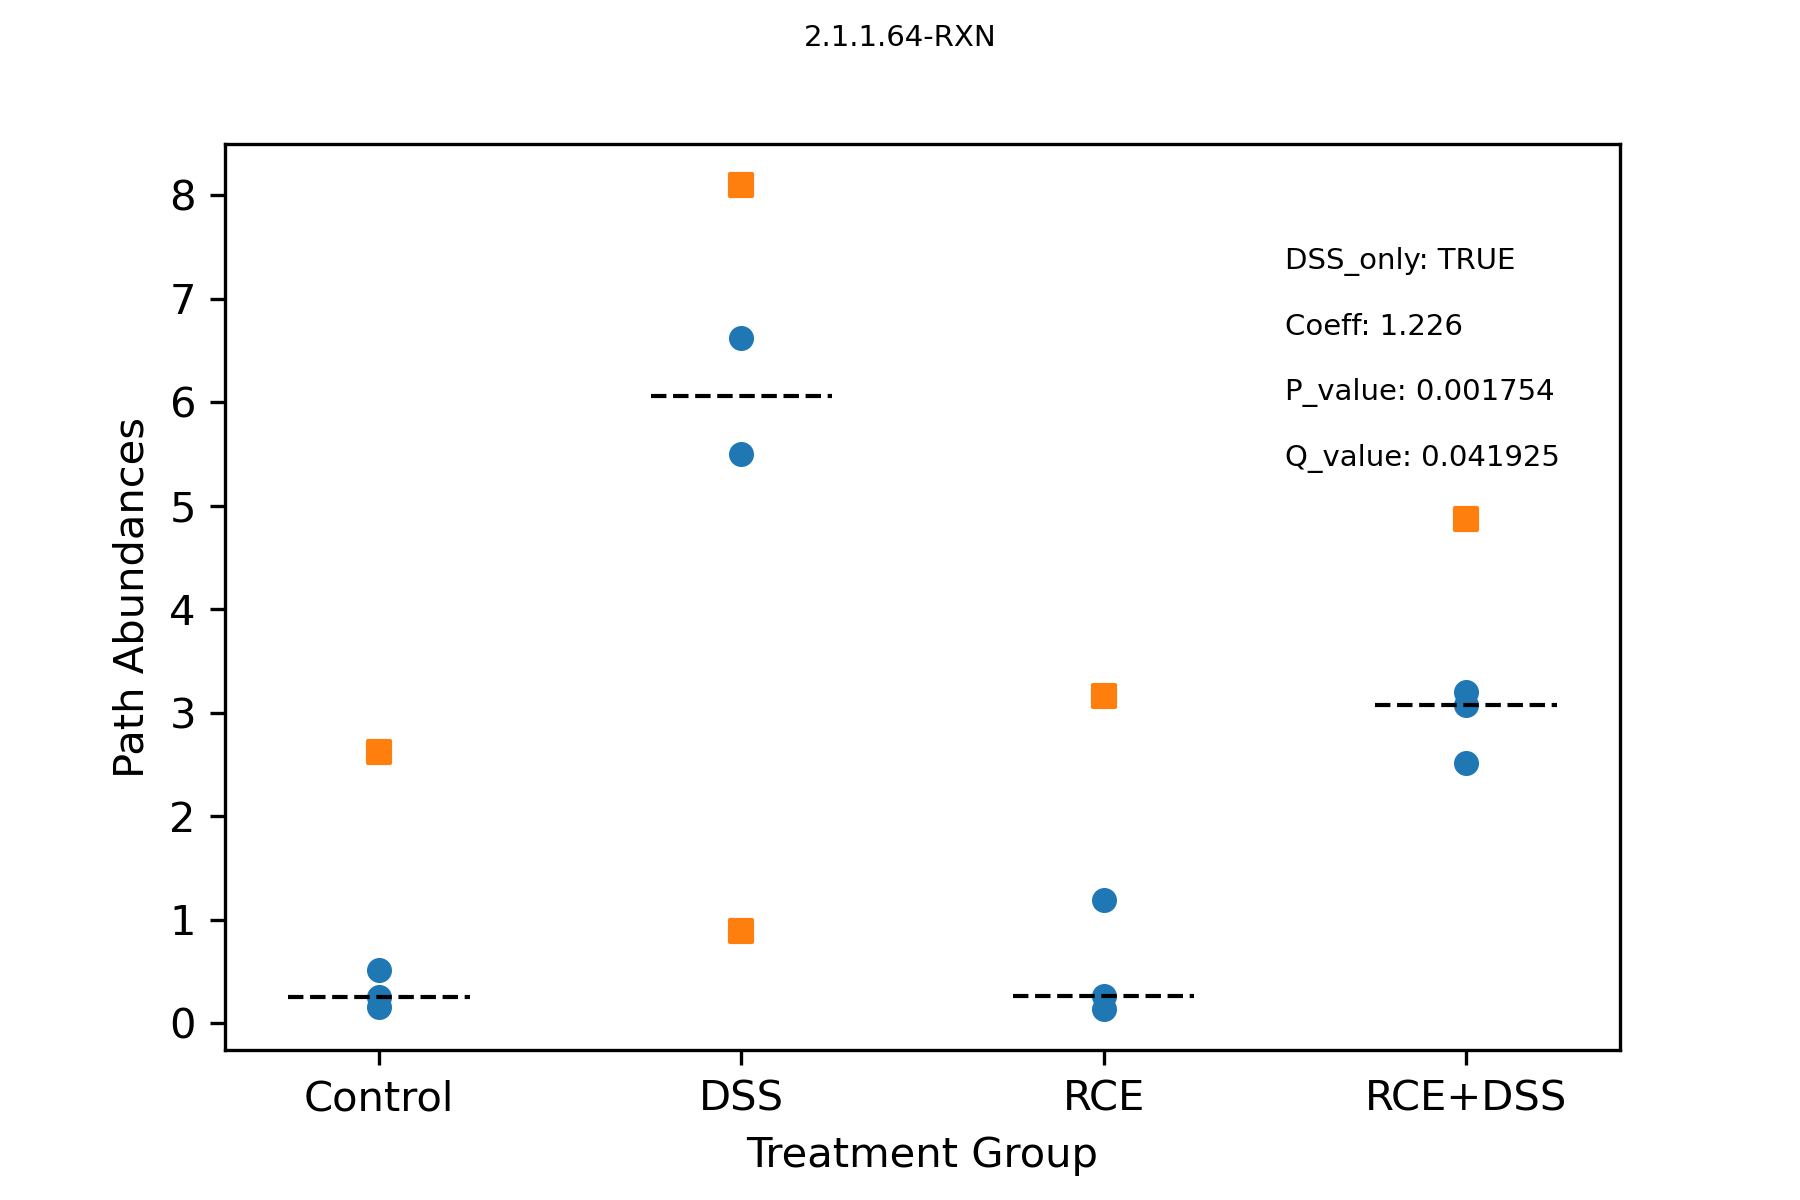 2.1.1.64-RXN
8
7
6
5
4
3
2
1
0
Path Abundances
DSS_only: TRUE
Coeff: 1.226
P_value: 0.001754
Q_value: 0.041925
Control DSS RCE RCE+DSS
Treatment Group